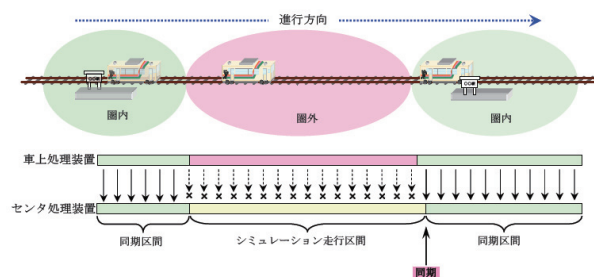 進行方向
圏内
圏外
圏内
車上処理装置
センタ処理装置
同期区間
シミュレーション走行区間
同期区間
同期